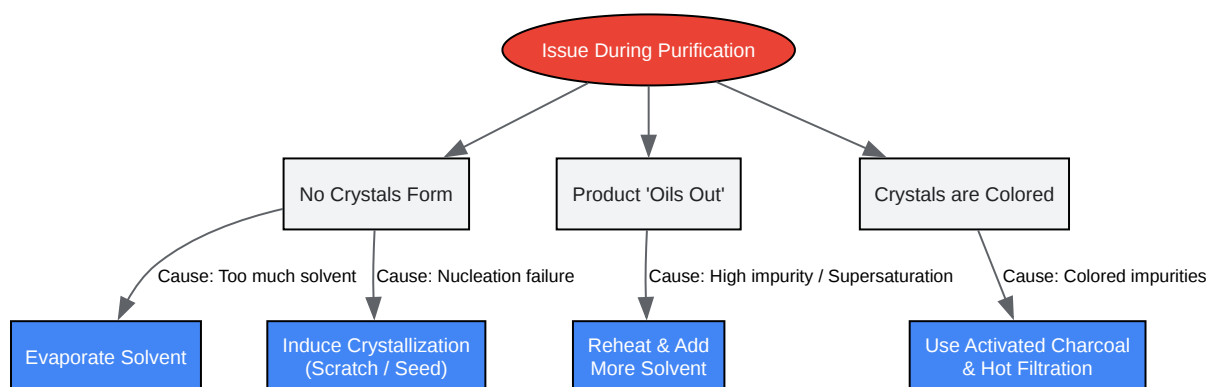 Issue During Purification
No Crystals Form
Product 'Oils Out'
Crystals are Colored
Cause: Too much solvent
Cause: Nucleation failure
Cause: High impurity / Supersaturation
Cause: Colored impurities
Evaporate Solvent
Induce Crystallization
(Scratch / Seed)
Reheat & Add
More Solvent
Use Activated Charcoal
& Hot Filtration